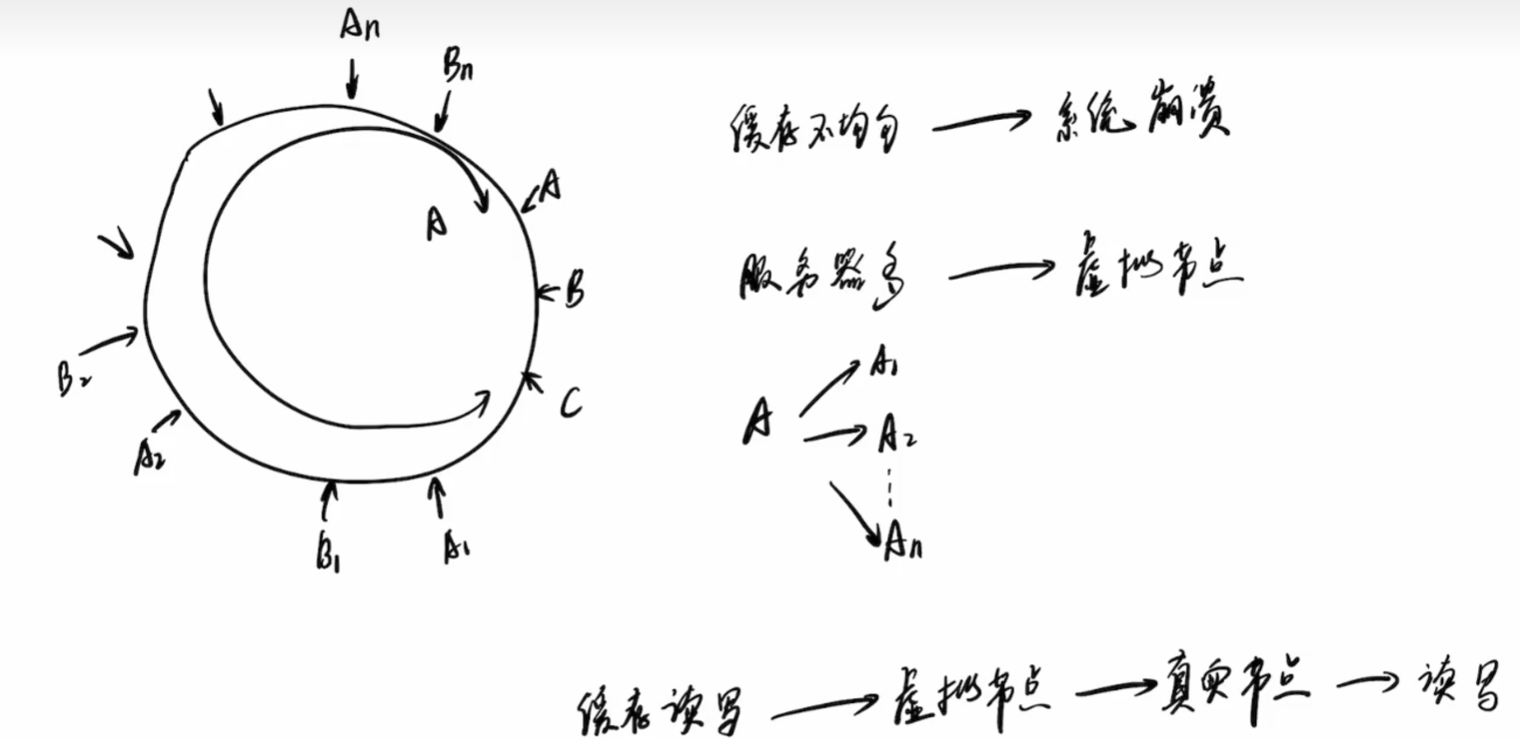 An
Bn
A
A
B
C
B2
A2
B1
A1
缓存不均匀 → 系统崩溃
服务器多 → 虚拟节点
A
A1
A2
An
缓存读写 → 虚拟节点 → 真实节点 → 读写